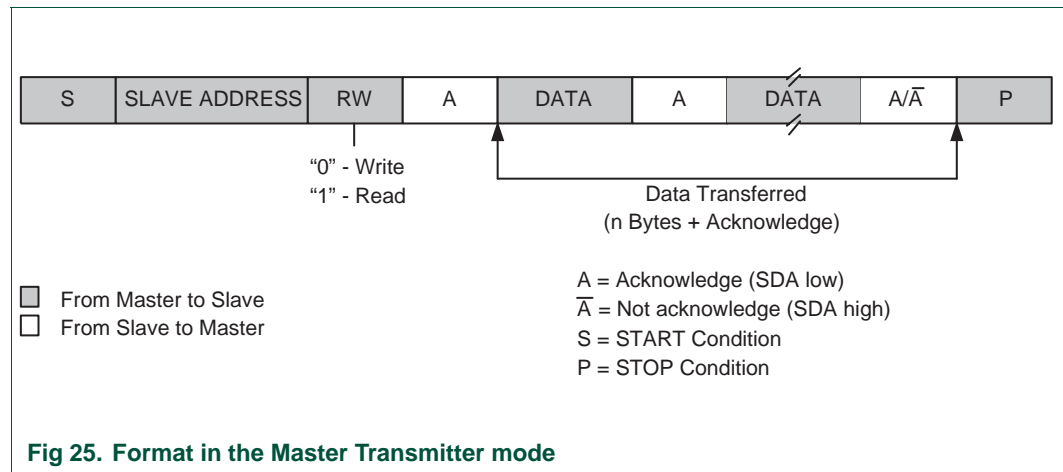 S SLAVE ADDRESS RW A DATA A DATA A/A̅ P
“0” - Write
“1” - Read
Data Transferred
(n Bytes + Acknowledge)
From Master to Slave
From Slave to Master
A = Acknowledge (SDA low)
A̅ = Not acknowledge (SDA high)
S = START Condition
P = STOP Condition
Fig 25. Format in the Master Transmitter mode